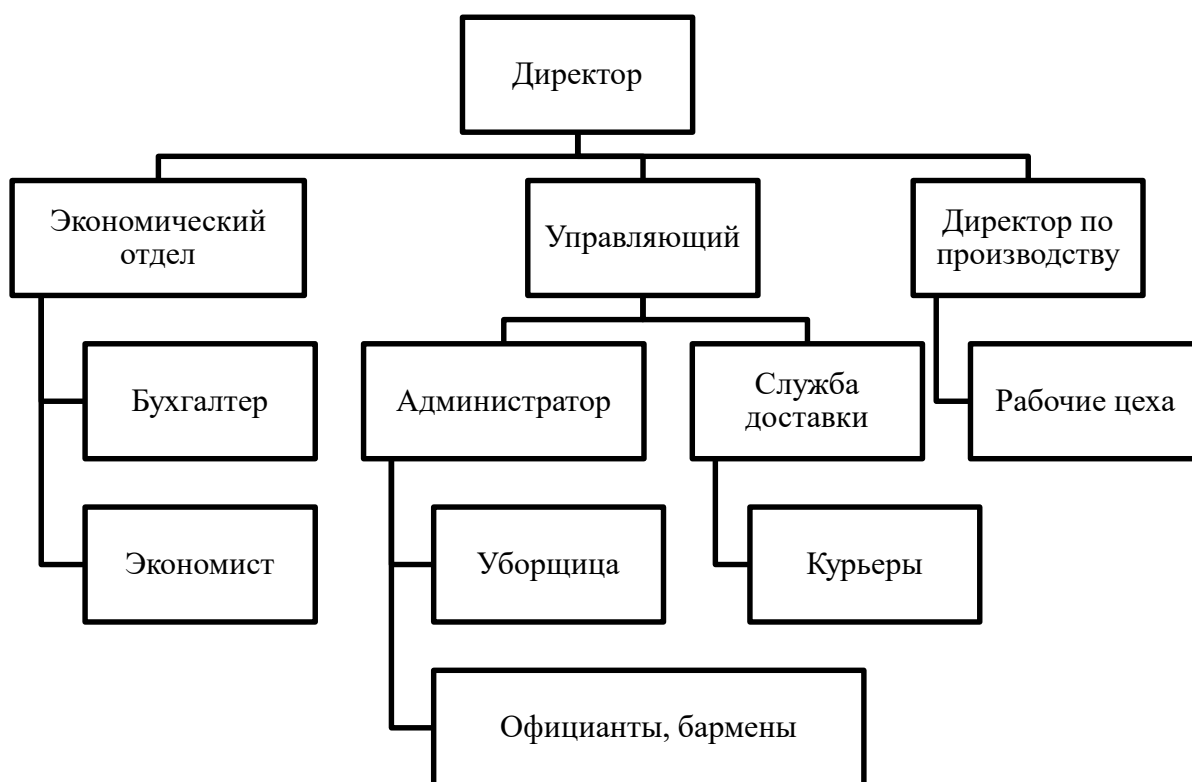 Директор
Экономический
отдел
Управляющий
Директор по
производству
Бухгалтер
Администратор
Служба
доставки
Рабочие цеха
Экономист
Уборщица
Курьеры
Официанты, бармены